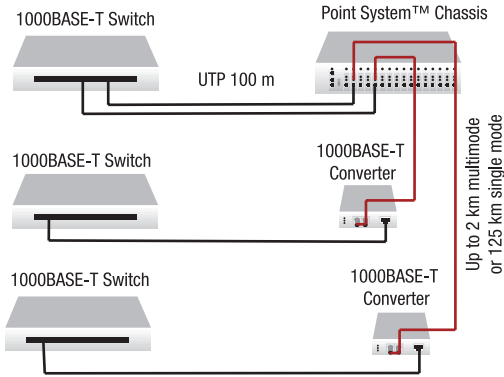 1000BASE-T Switch
Point System™ Chassis
UTP 100 m
1000BASE-T Switch
1000BASE-T
Converter
Up to 2 km multimode
or 125 km single mode
1000BASE-T Switch
1000BASE-T
Converter